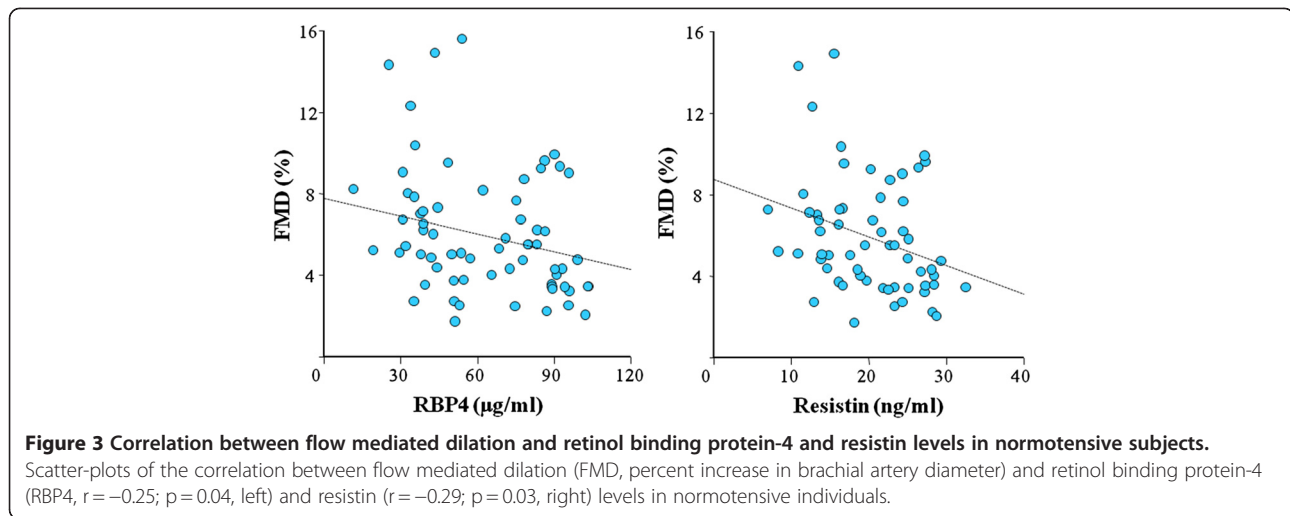 16
12
8
4
FMD (%)
0 30 60 90 120
RBP4 (μg/ml)
16
12
8
4
FMD (%)
0 10 20 30 40
Resistin (ng/ml)
Figure 3 Correlation between flow mediated dilation and retinol binding protein-4 and resistin levels in normotensive subjects.
Scatter-plots of the correlation between flow mediated dilation (FMD, percent increase in brachial artery diameter) and retinol binding protein-4
(RBP4, r = −0.25; p = 0.04, left) and resistin (r = −0.29; p = 0.03, right) levels in normotensive individuals.